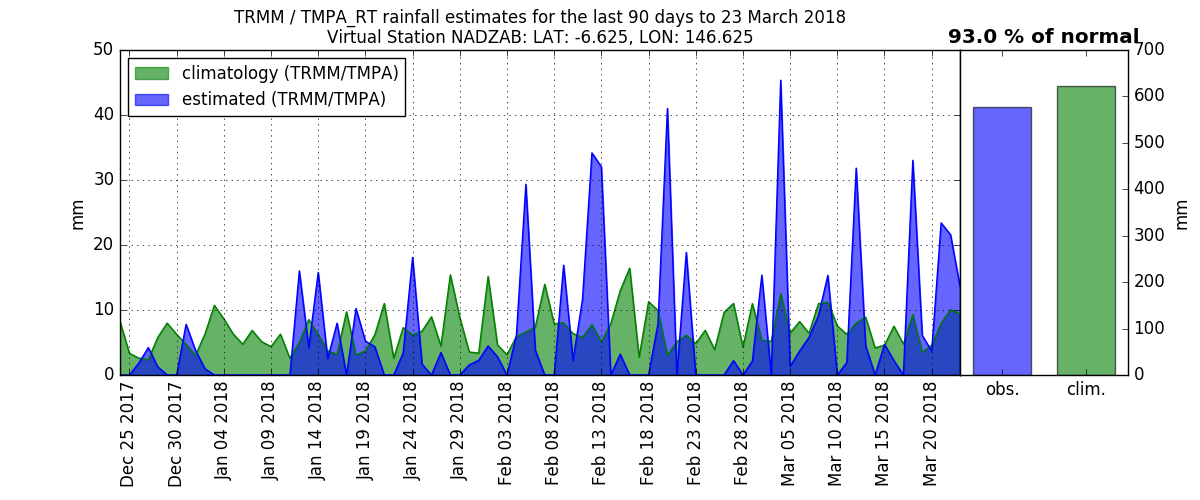 TRMM / TMPA_RT rainfall estimates for the last 90 days to 23 March 2018
Virtual Station NADZAB: LAT: -6.625, LON: 146.625
93.0 % of normal
climatology (TRMM/TMPA)
estimated (TRMM/TMPA)
50
40
30
20
10
0
mm
700
600
500
400
300
200
100
0
mm
obs.
clim.
Dec 25 2017
Dec 30 2017
Jan 04 2018
Jan 09 2018
Jan 14 2018
Jan 19 2018
Jan 24 2018
Jan 29 2018
Feb 03 2018
Feb 08 2018
Feb 13 2018
Feb 18 2018
Feb 23 2018
Feb 28 2018
Mar 05 2018
Mar 10 2018
Mar 15 2018
Mar 20 2018